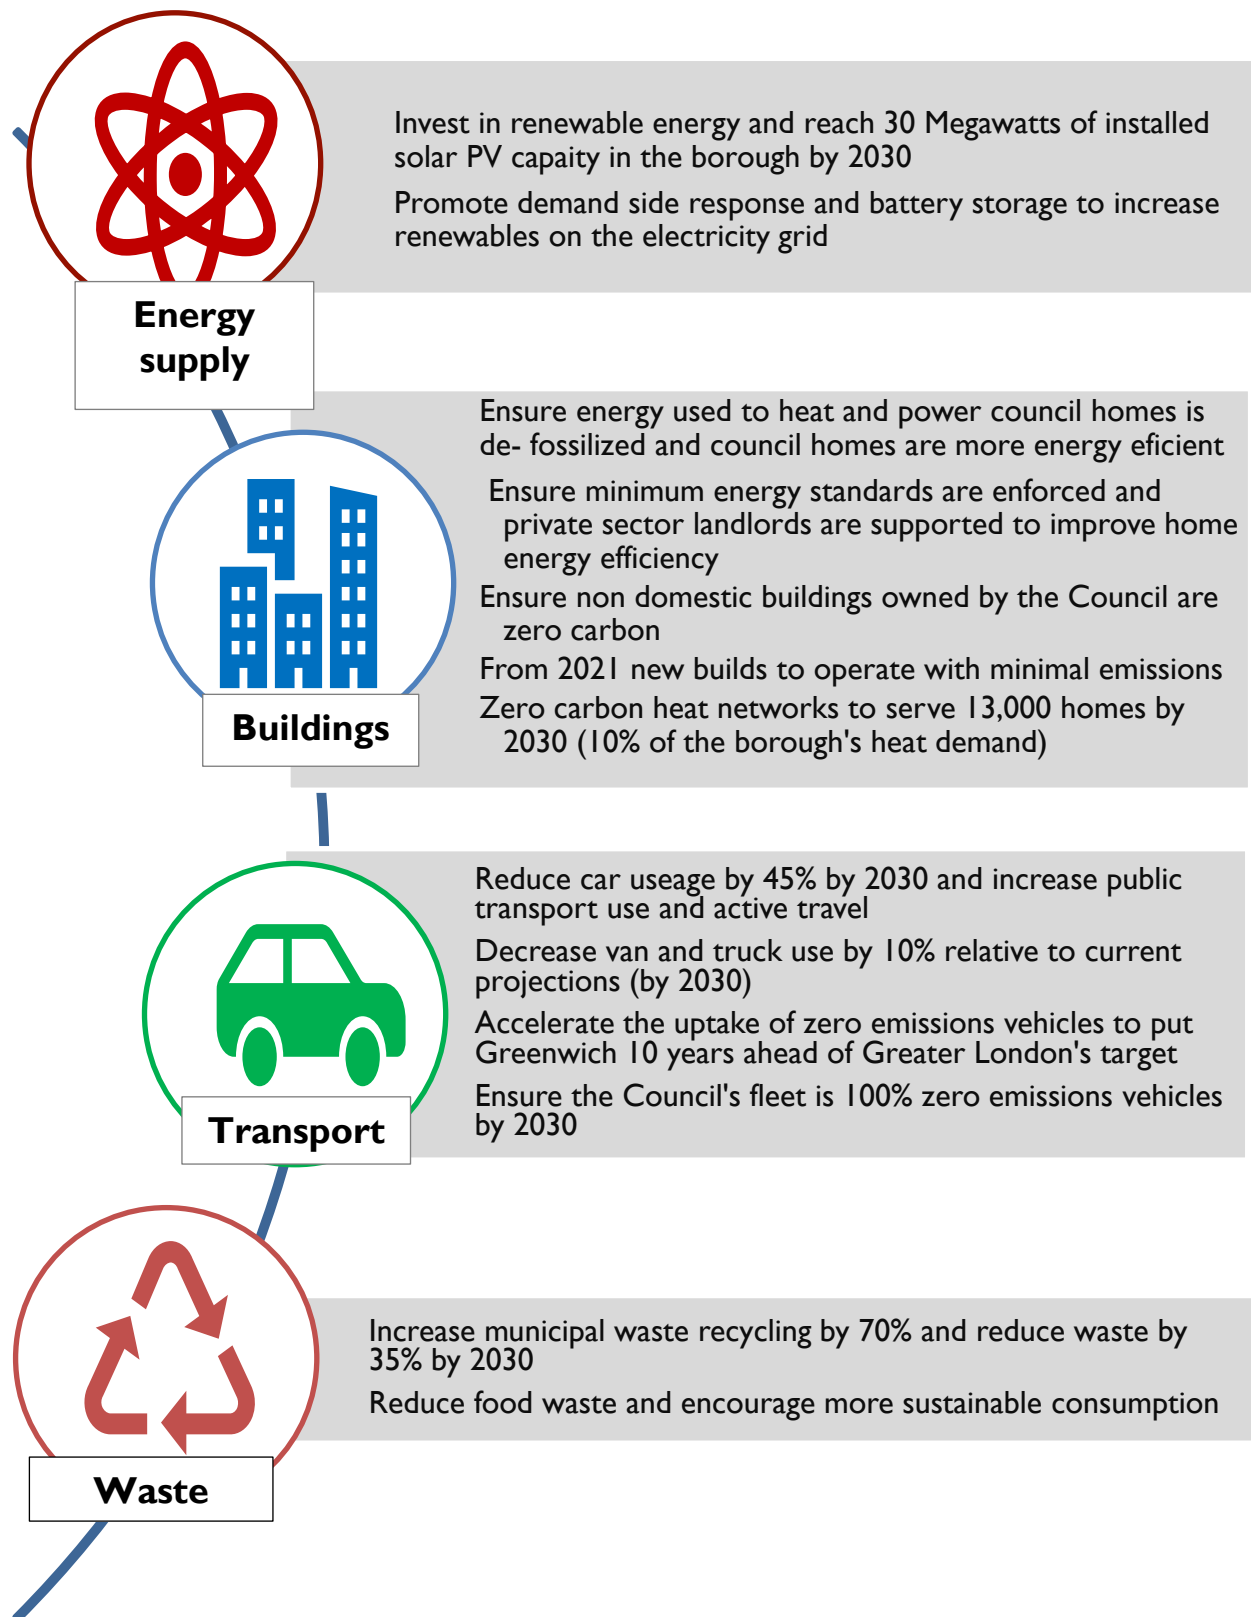 Invest in renewable energy and reach 30 Megawatts of installed
solar PV capaity in the borough by 2030
Promote demand side response and battery storage to increase
renewables on the electricity grid
Energy
supply
Ensure energy used to heat and power council homes is
de- fossilized and council homes are more energy eficient
Ensure minimum energy standards are enforced and
private sector landlords are supported to improve home
energy efficiency
Ensure non domestic buildings owned by the Council are
zero carbon
From 2021 new builds to operate with minimal emissions
Zero carbon heat networks to serve 13,000 homes by
2030 (10% of the borough's heat demand)
Buildings
Reduce car useage by 45% by 2030 and increase public
transport use and active travel
Decrease van and truck use by 10% relative to current
projections (by 2030)
Accelerate the uptake of zero emissions vehicles to put
Greenwich 10 years ahead of Greater London's target
Ensure the Council's fleet is 100% zero emissions vehicles
by 2030
Transport
Increase municipal waste recycling by 70% and reduce waste by
35% by 2030
Reduce food waste and encourage more sustainable consumption
Waste